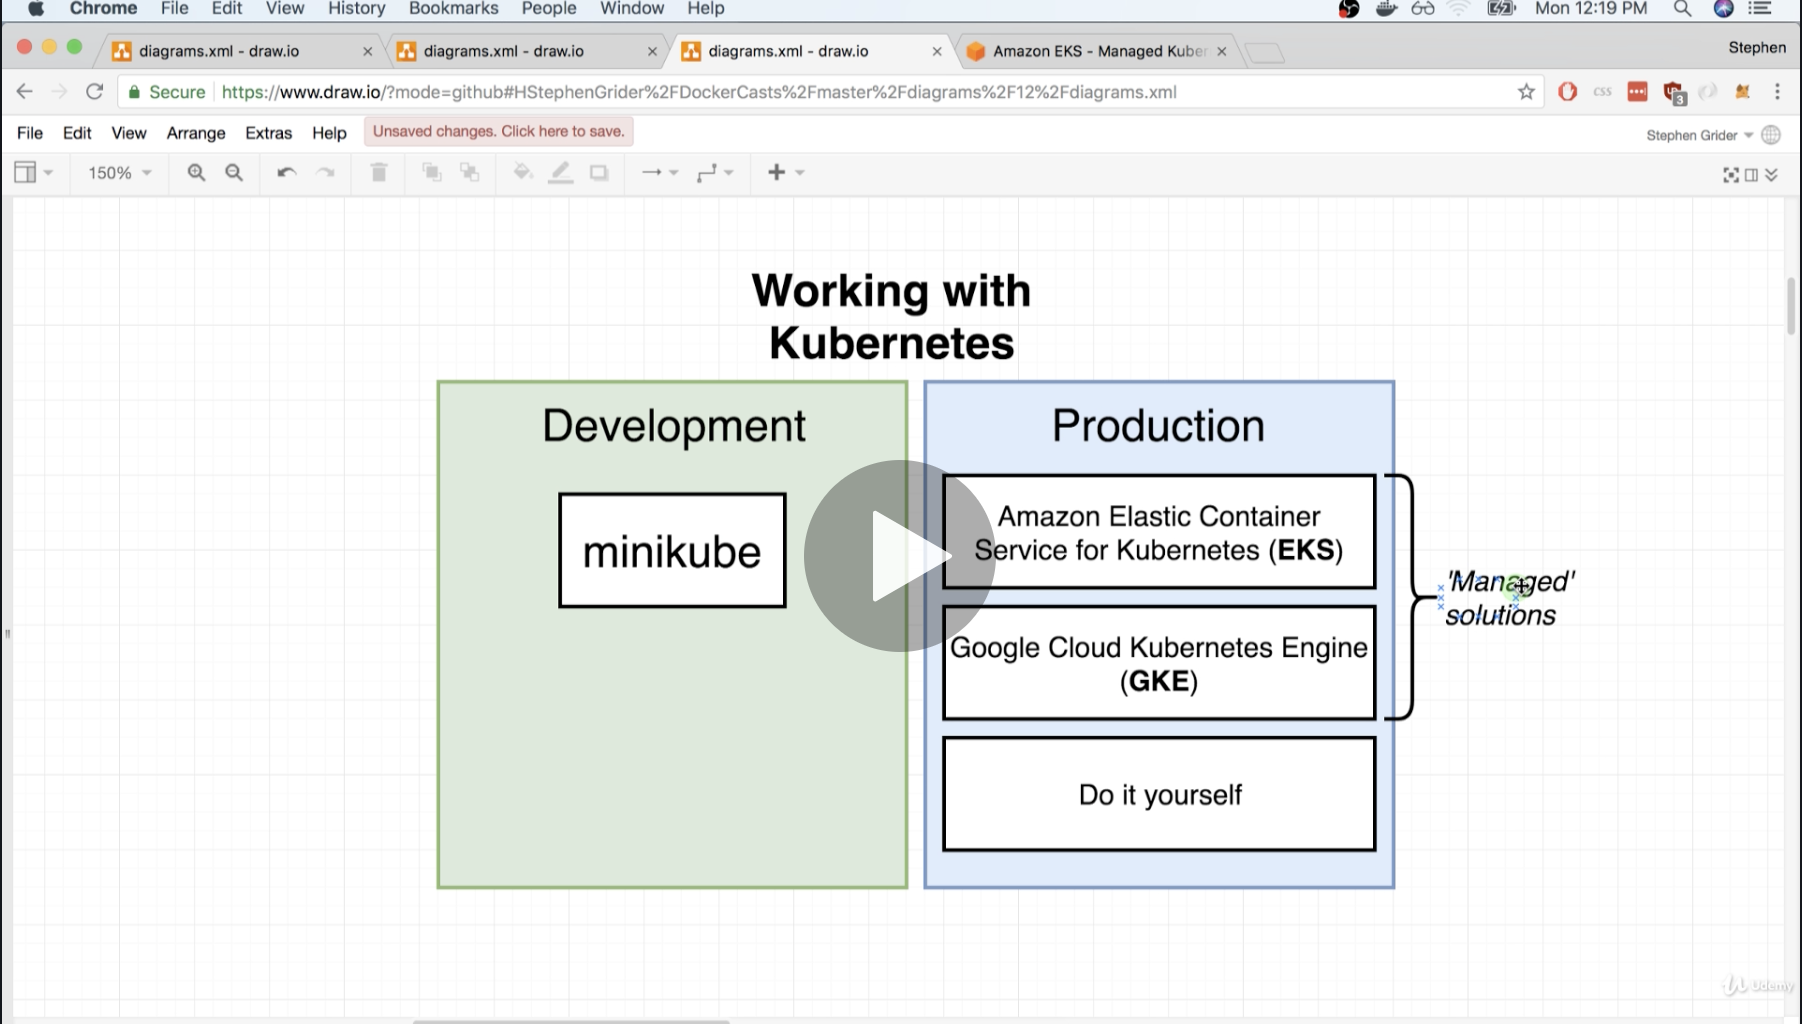 Chrome File Edit View History Bookmarks People Window Help Mon 12:19 PM
diagrams.xml - draw.io diagrams.xml - draw.io diagrams.xml - draw.io Amazon EKS - Managed Kuber Stephen
Secure https://www.draw.io/?mode=github#HStephenGrider%2FDockerCasts%2Fmaster%2Fdiagrams%2F12%2Fdiagrams.xml css 3
File Edit View Arrange Extras Help Unsaved changes. Click here to save. Stephen Grider
150%
Working with
Kubernetes
Development
minikube
Production
Amazon Elastic Container
Service for Kubernetes (EKS)
Google Cloud Kubernetes Engine
(GKE)
Do it yourself
'Managed'
solutions
Udemy